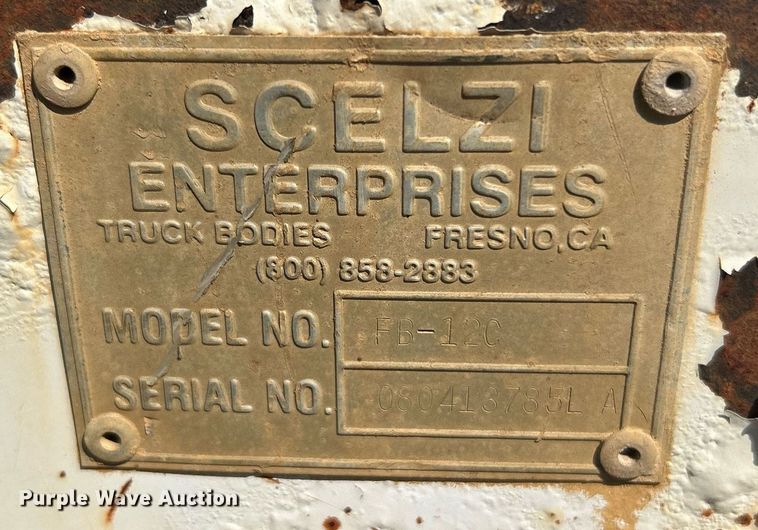 SCELZI
ENTERPRISES
TRUCK BODIES FRESNO, CA
(800) 858-2883
MODEL NO. FB-12C
SERIAL NO. 060413785L A
Purple Wave Auction